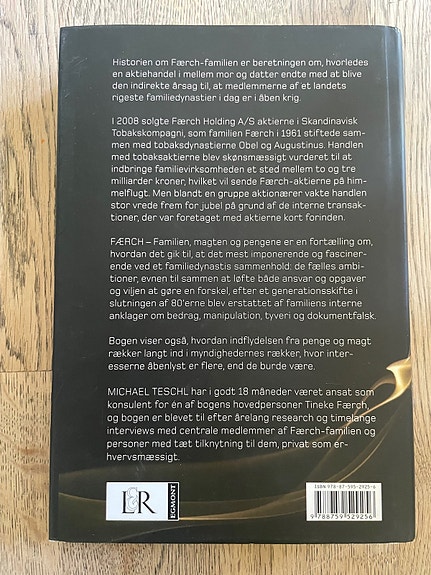 Historien om Færch-familien er beretningen om, hvorledes
en aktiehandel i mellem mor og datter endte med at blive
den indirekte årsag til, at medlemmerne af et landets
rigeste familiedynastier i dag er i åben krig.
I 2008 solgte Færch Holding A/S aktierne i Skandinavisk
Tobakskompagni, som familien Færch i 1961 stiftede sam-
men med tobaksdynastierne Obel og Augustinus. Handlen
med tobaksaktierne blev skønsmæssigt vurderet til at
indbringe familievirksomheden et sted mellem to og tre
milliarder kroner, hvilket vil sende Færch-aktierne på him-
melflugt. Men blandt en gruppe aktionærer vakte handlen
stor vrede frem for jubel på grund af de interne transak-
tioner, der var foretaget med aktierne kort forinden.
FÆRCH – Familien, magten og pengene er en fortælling om,
hvordan det gik til, at det mest imponerende og fasciner-
ende ved et familiedynastis sammenhold: de fælles ambi-
tioner, evnen til sammen at løfte både ansvar og opgaver
og viljen at gøre en forskel, efter et generationsskifte i
slutningen af 80'erne blev erstattet af familiens interne
anklager om bedrag, manipulation, tyveri og dokumentfalsk.
Bogen viser også, hvordan indflydelsen fra penge og magt
rækker langt ind i myndighedernes rækker, hvor inter-
esserne åbenlyst er flere, end de burde være.
MICHAEL TESCHL har i godt 18 måneder været ansat som
konsulent for én af bogens hovedpersoner Tineke Færch,
og bogen er blevet til efter årelang research og timelange
interviews med centrale medlemmer af Færch-familien og
personer med tæt tilknytning til dem, privat som er-
hvervsmæssigt.
ISBN 978-87-595-2925-6
L&R
EGMONT
9 788759 529256